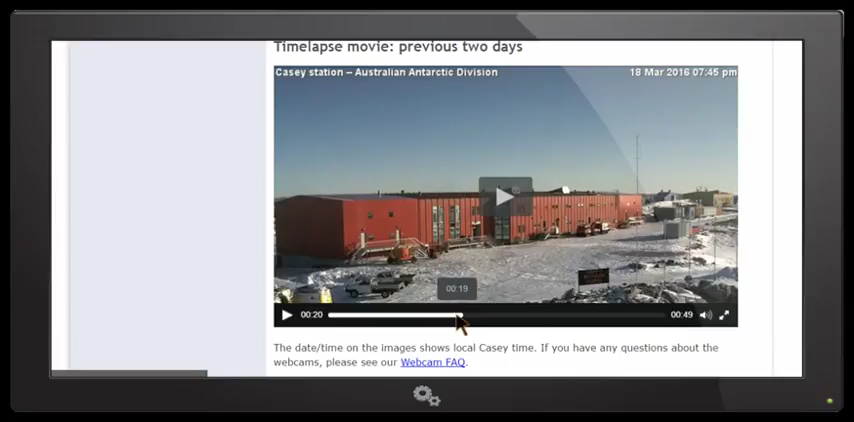 Timelapse movie: previous two days
Casey station – Australian Antarctic Division 18 Mar 2016 07:45 pm
00:19
00:20 00:49
The date/time on the images shows local Casey time. If you have any questions about the
webcams, please see our Webcam FAQ.